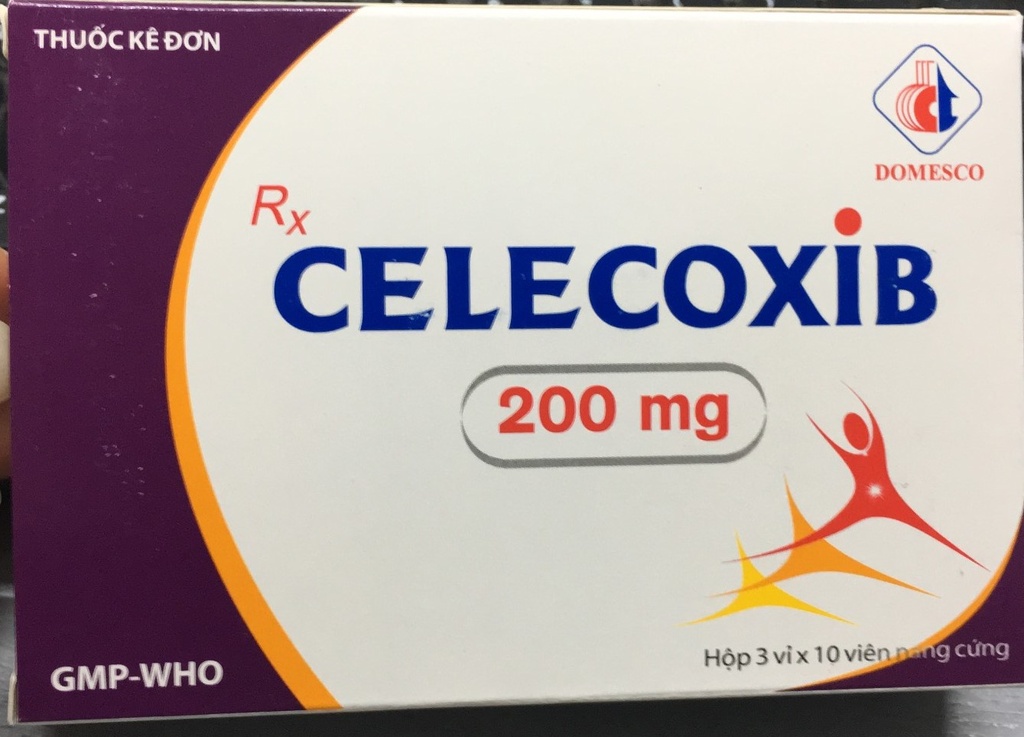 THUỐC KÊ ĐƠN
DOMESCO
Rx
CELECOXIB
200 mg
Hộp 3 vỉ x 10 viên nang cứng
GMP-WHO